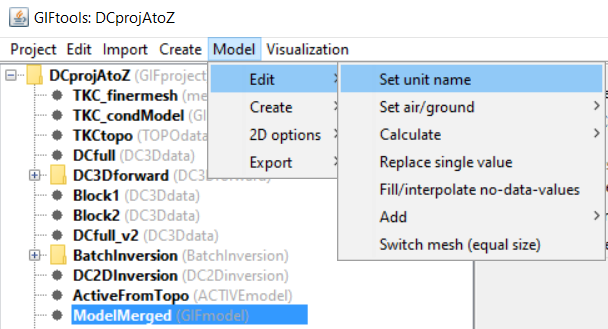 GIFtools: DCprojAtoZ
Project Edit Import Create Model Visualization
DCprojAtoZ (GIFproject
TKC_finermesh (me
TKC_condModel (G
TKCtopo (TOPOdata
DCfull (DC3Ddata)
DC3Dforward (DC3D
Block1 (DC3Ddata)
Block2 (DC3Ddata)
DCfull_v2 (DC3Ddata)
BatchInversion (BatchInversion)
DC2DInversion (DC2Dinversion)
ActiveFromTopo (ACTIVEmodel)
ModelMerged (GIFmodel)
Edit
Create
2D options
Export
Set unit name
Set air/ground
Calculate
Replace single value
Fill/interpolate no-data-values
Add
Switch mesh (equal size)